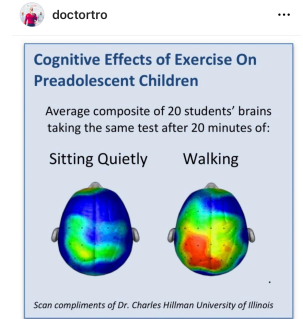 doctortro
Cognitive Effects of Exercise On
Preadolescent Children
Average composite of 20 students' brains
taking the same test after 20 minutes of:
Sitting Quietly Walking
Scan compliments of Dr. Charles Hillman University of Illinois